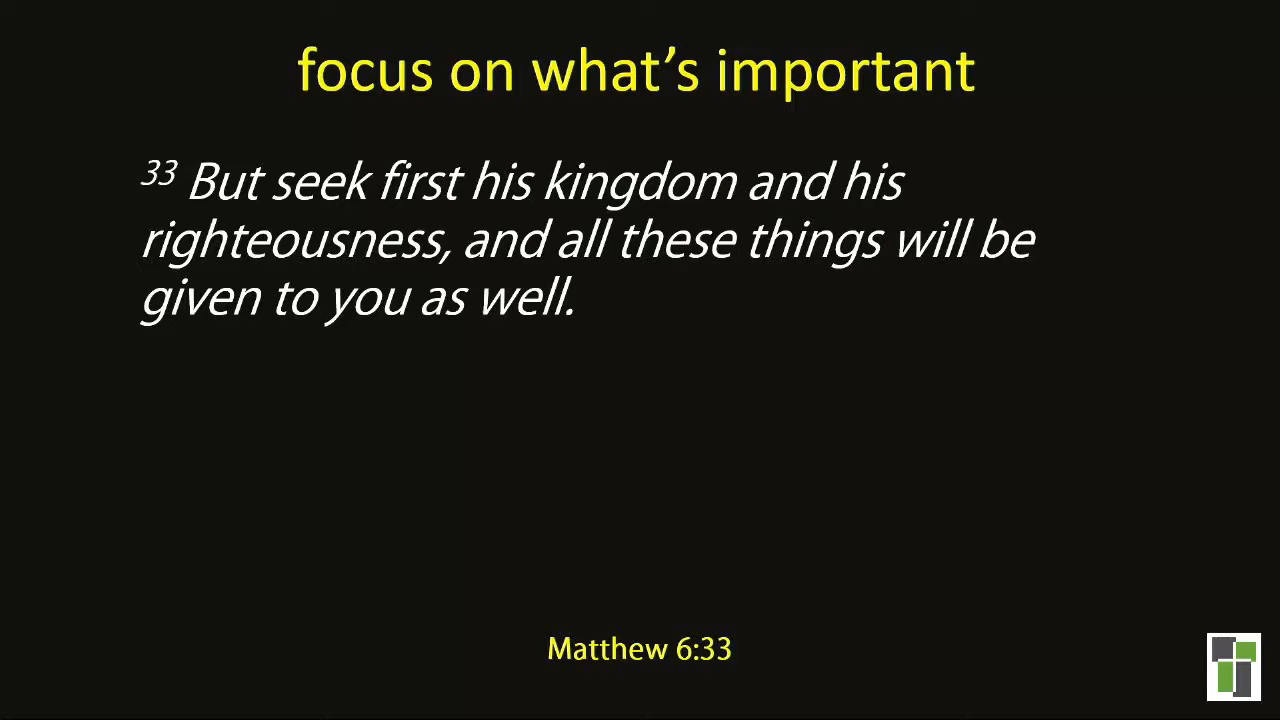 focus on what’s important
33 But seek first his kingdom and his
righteousness, and all these things will be
given to you as well.
Matthew 6:33